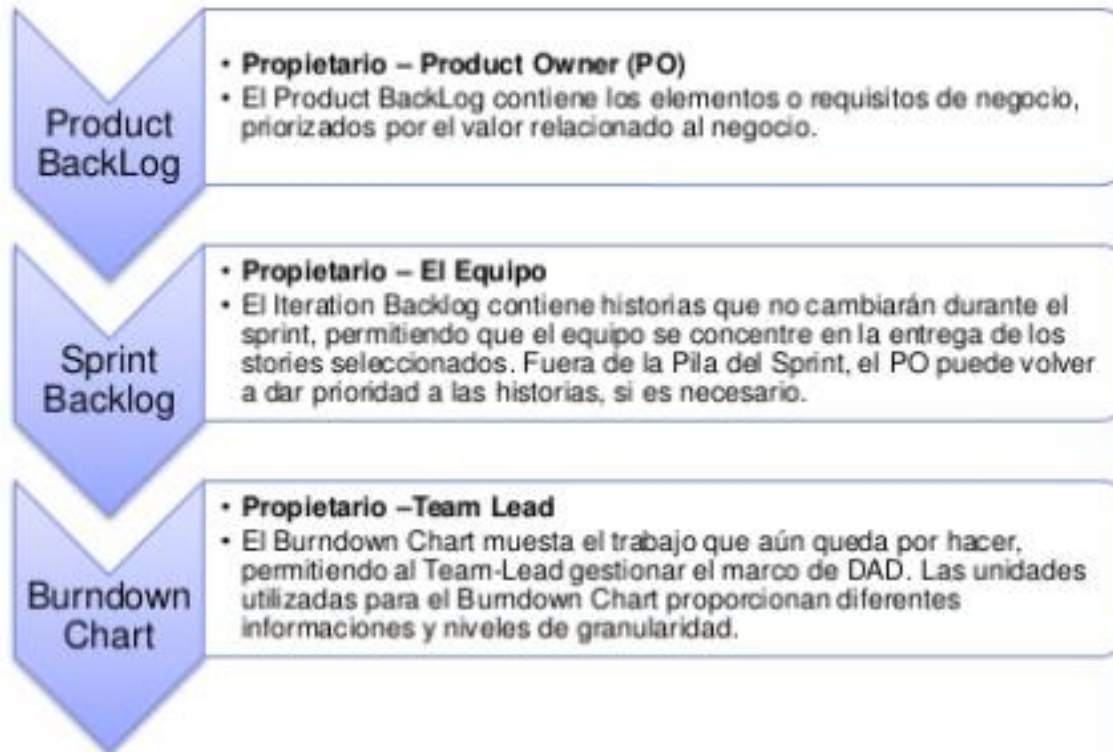 Product
BackLog
• Propietario – Product Owner (PO)
• El Product BackLog contiene los elementos o requisitos de negocio,
priorizados por el valor relacionado al negocio.
Sprint
Backlog
• Propietario – El Equipo
• El Iteration Backlog contiene historias que no cambiarán durante el
sprint, permitiendo que el equipo se concentre en la entrega de los
stories seleccionados. Fuera de la Pila del Sprint, el PO puede volver
a dar prioridad a las historias, si es necesario.
Burndown
Chart
• Propietario –Team Lead
• El Burndown Chart muesta el trabajo que aún queda por hacer,
permitiendo al Team-Lead gestionar el marco de DAD. Las unidades
utilizadas para el Burndown Chart proporcionan diferentes
informaciones y niveles de granularidad.